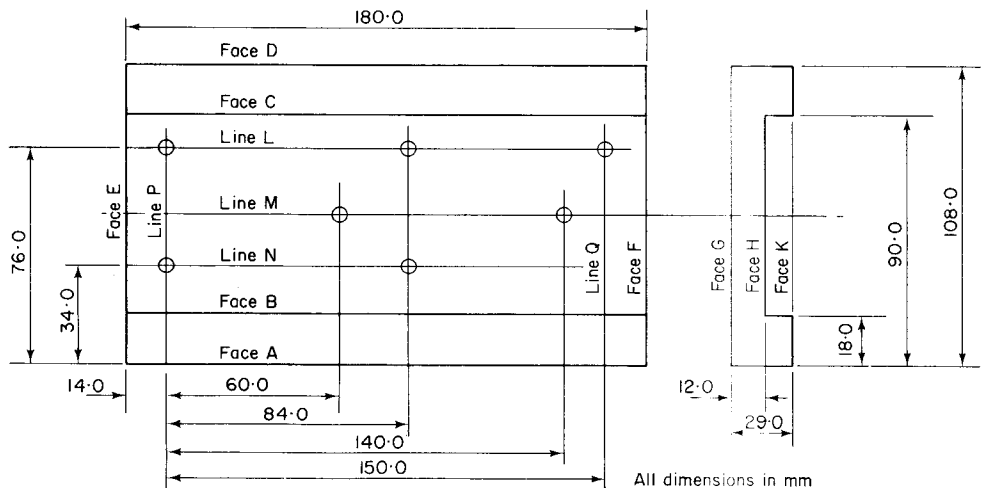 180·0
Face D
Face C
Line L
Line M
Line N
Face B
Face A
Face E
Line P
Line Q
Face F
76·0
34·0
14·0
60·0
84·0
140·0
150·0
Face G
Face H
Face K
18·0
90·0
108·0
12·0
29·0
All dimensions in mm